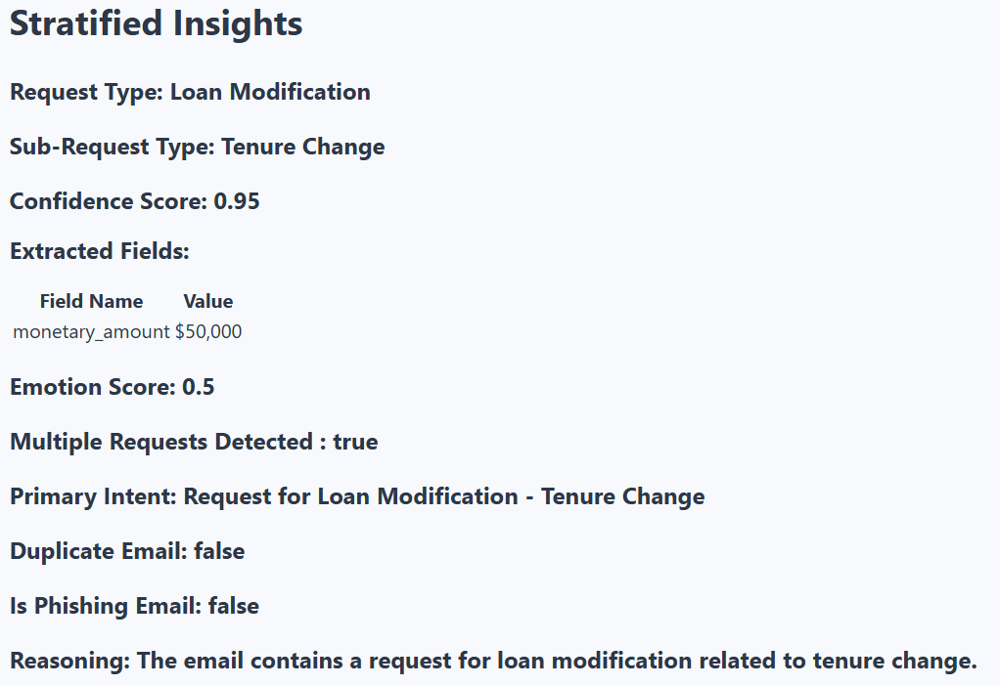 Stratified Insights
Request Type: Loan Modification
Sub-Request Type: Tenure Change
Confidence Score: 0.95
Extracted Fields:
Field Name Value
monetary_amount $50,000
Emotion Score: 0.5
Multiple Requests Detected : true
Primary Intent: Request for Loan Modification - Tenure Change
Duplicate Email: false
Is Phishing Email: false
Reasoning: The email contains a request for loan modification related to tenure change.